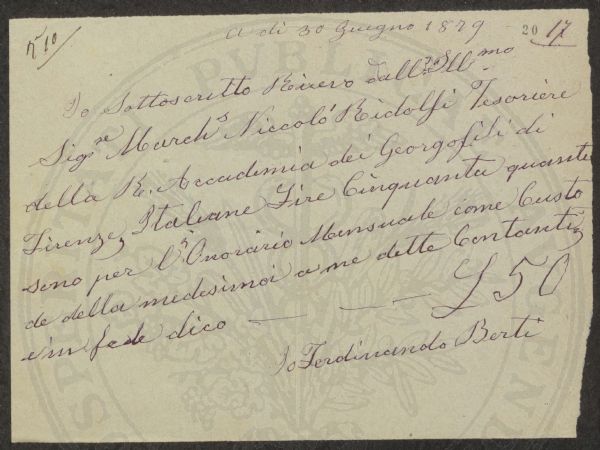 N° 10
A dì 30 Giugno 1879
20 17
Io Sottoscritto Ricevo dall'Ill.mo
Sig.re March.s Niccolò Ridolfi Tesoriere
della R. Accademia dei Georgofili di
Firenze, Italiane Lire Cinquanta quante
sono per l'Onorario Mensuale come Custo
de della medesima a me dette Contanti,
e in fede dico — — — £ 50
Io Ferdinando Berti